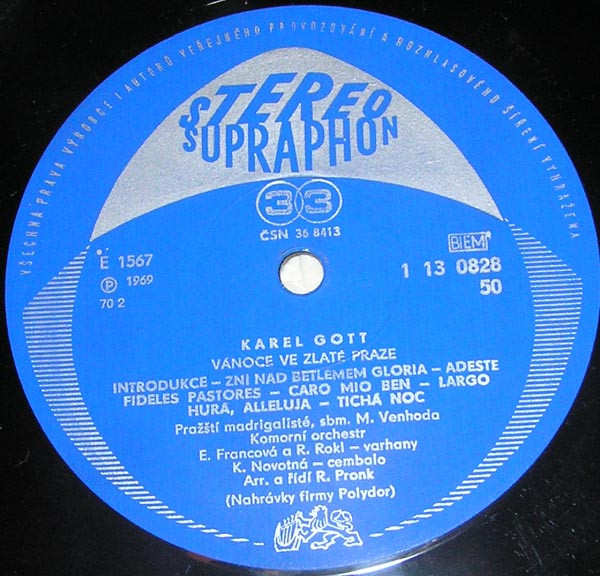 VŠECHNA PRÁVA VÝROBCE I AUTORŮ VEŘEJNÉHO PROVOZOVÁNÍ A ROZHLASOVÉHO ŠÍŘENÍ VYHRAZENA
STEREO
SUPRAPHON
33
ČSN 36 8413
E 1567
℗ 1969
70 2
BIEM
1 13 0828
50
KAREL GOTT
VÁNOCE VE ZLATÉ PRAZE
INTRODUKCE – ZNI NAD BETLÉMEM GLORIA – ADESTE
FIDELES PASTORES – CARO MIO BEN – LARGO
HURÁ, ALLELUJA – TICHÁ NOC
Pražští madrigalisté, sbm. M. Venhoda
Komorní orchestr
E. Francová a R. Rokl – varhany
K. Novotná – cembalo
Arr. a řídí R. Pronk
(Nahrávky firmy Polydor)